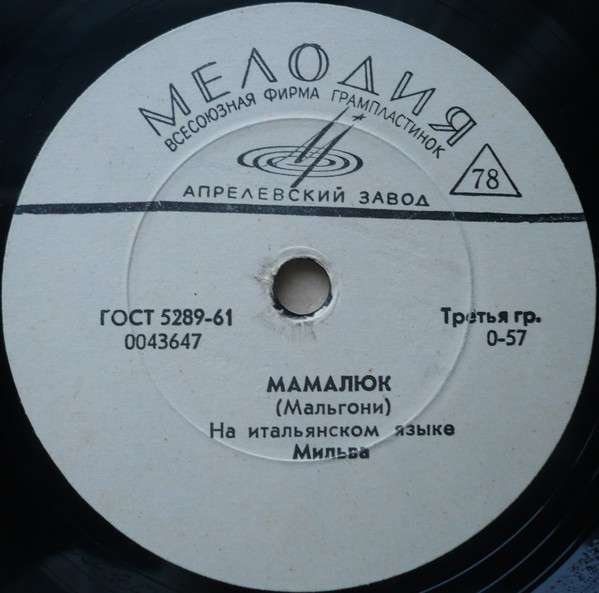 МЕЛОДИЯ
ВСЕСОЮЗНАЯ ФИРМА ГРАМПЛАСТИНОК
78
АПРЕЛЕВСКИЙ ЗАВОД
ГОСТ 5289-61
0043647
Третья гр.
0-57
МАМАЛЮК
(Мальгони)
На итальянском языке
Мильва